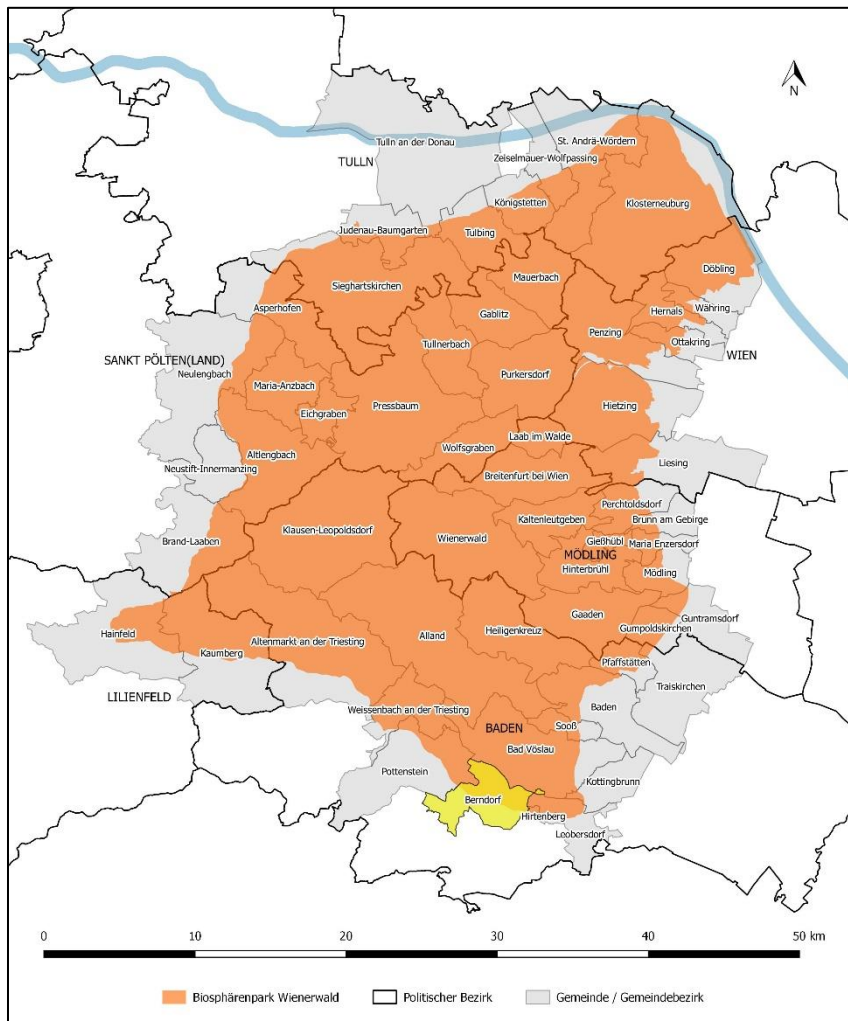 N
Tulln an der Donau
St. Andrä-Wördern
TULLN
Zeiselmauer-Wolfpassing
Königstetten
Klosterneuburg
Judenau-Baumgarten
Tulbing
Döbling
Mauerbach
Sieghartskirchen
Asperhofen
Gablitz
Hernals
Währing
Penzing
Tullnerbach
Ottakring
WIEN
SANKT PÖLTEN(LAND)
Neulengbach
Purkersdorf
Maria-Anzbach
Pressbaum
Hietzing
Eichgraben
Laab im Walde
Wolfsgraben
Altlengbach
Liesing
Neustift-Innermanzing
Breitenfurt bei Wien
Perchtoldsdorf
Kaltenleutgeben
Brunn am Gebirge
Klausen-Leopoldsdorf
Wienerwald
Gießhübl
Brand-Laaben
Maria Enzersdorf
MÖDLING
Hinterbrühl
Mödling
Gaaden
Guntramsdorf
Hainfeld
Heiligenkreuz
Gumpoldskirchen
Altenmarkt an der Triesting
Alland
Kaumberg
Pfaffstätten
Traiskirchen
LILIENFELD
Baden
Weissenbach an der Triesting
BADEN
Sooß
Bad Vöslau
Pottenstein
Kottingbrunn
Berndorf
Hirtenberg
Leobersdorf
0 10 20 30 40 50 km
Biosphärenpark Wienerwald Politischer Bezirk Gemeinde / Gemeindebezirk